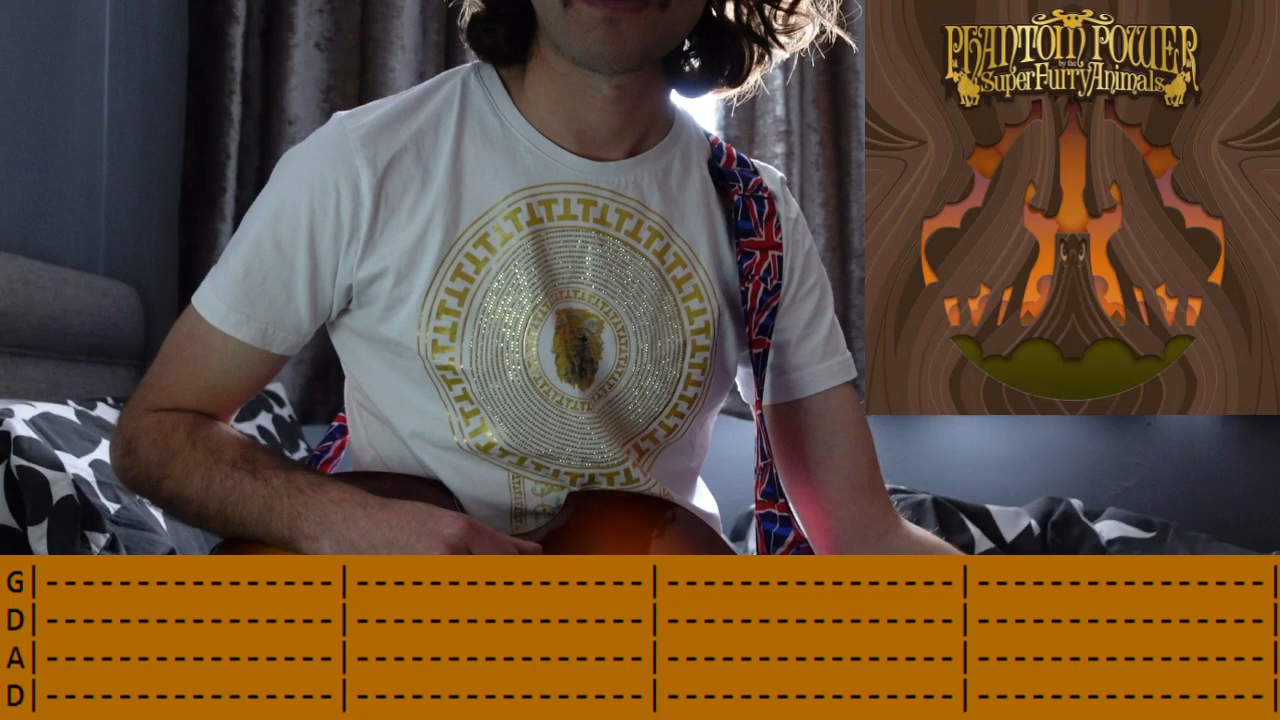 PHANTOM POWER
by the
Super Furry Animals
G|----------------|----------------|----------------|----------------|
D|----------------|----------------|----------------|----------------|
A|----------------|----------------|----------------|----------------|
D|----------------|----------------|----------------|----------------|